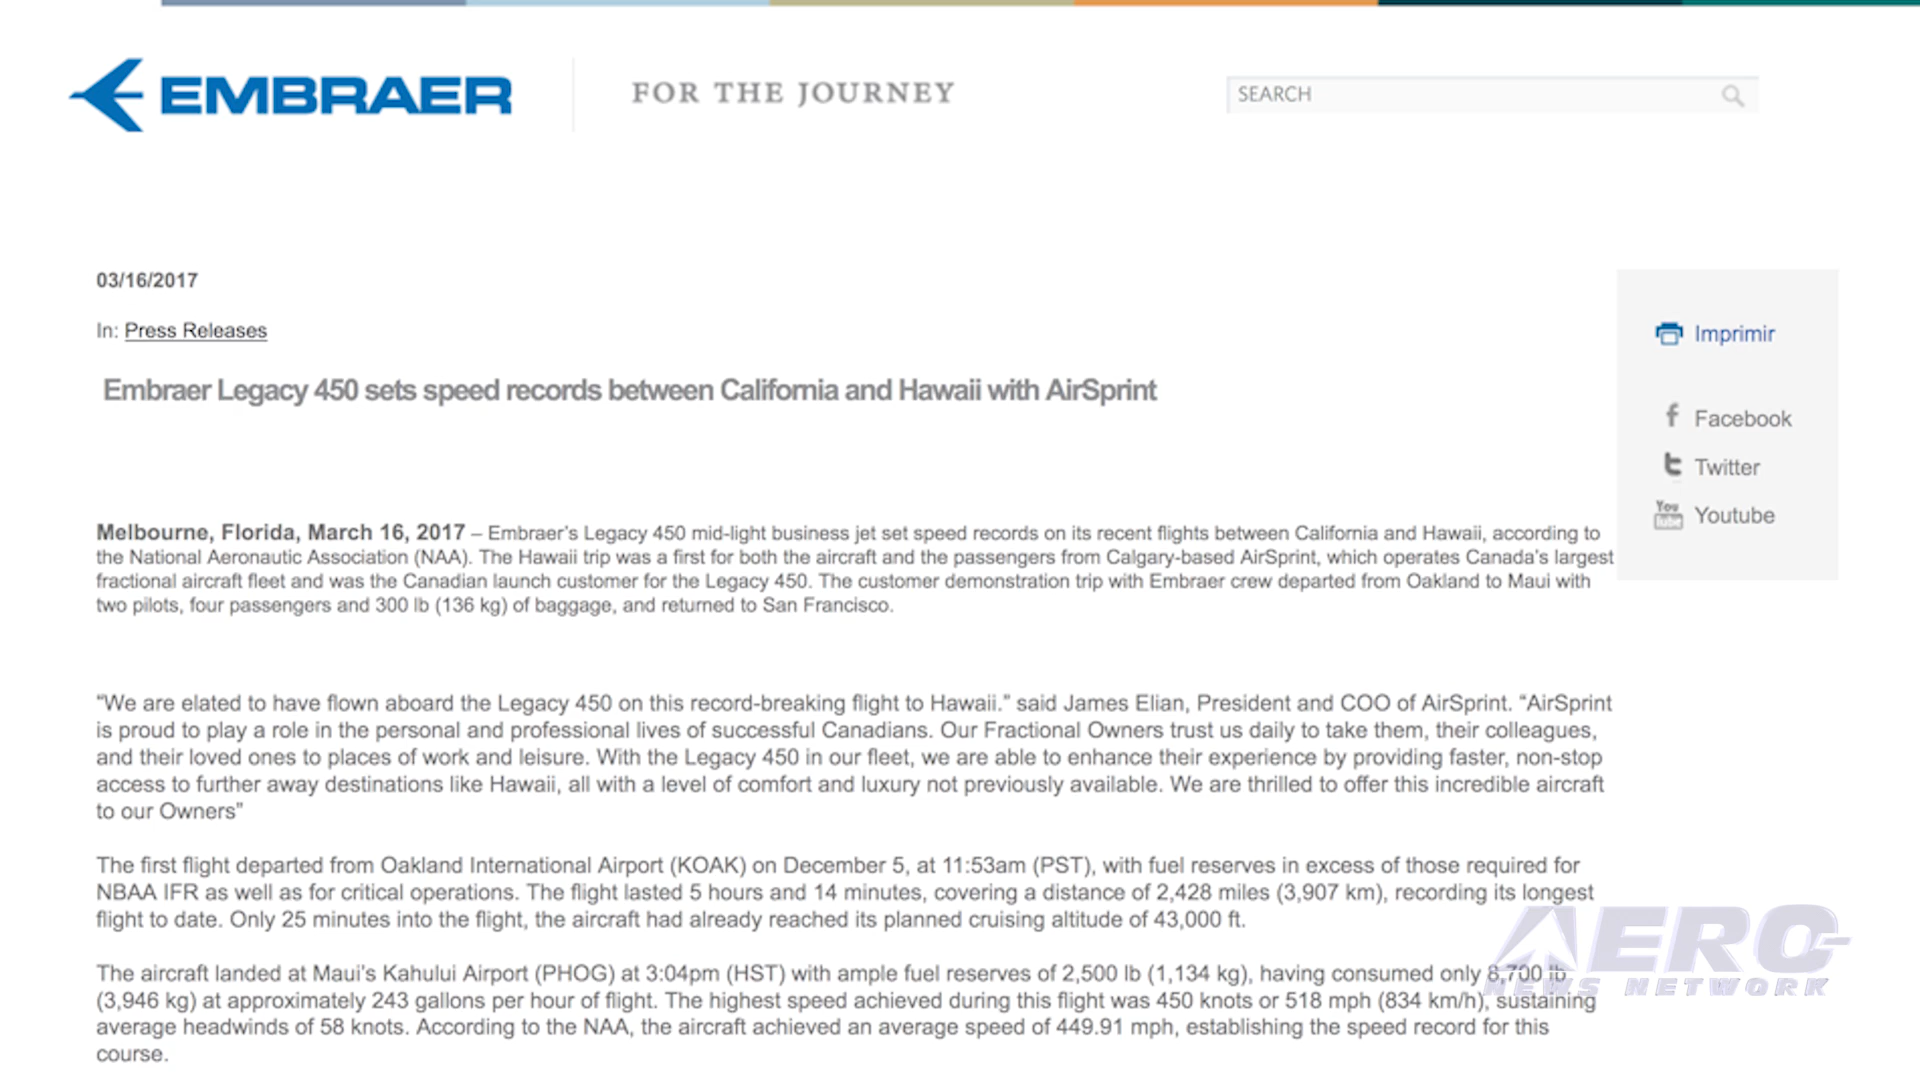 EMBRAER
FOR THE JOURNEY
SEARCH
03/16/2017
In: Press Releases
Embraer Legacy 450 sets speed records between California and Hawaii with AirSprint
Imprimir
Facebook
Twitter
You
Tube
Youtube
Melbourne, Florida, March 16, 2017 – Embraer’s Legacy 450 mid-light business jet set speed records on its recent flights between California and Hawaii, according to
the National Aeronautic Association (NAA). The Hawaii trip was a first for both the aircraft and the passengers from Calgary-based AirSprint, which operates Canada’s largest
fractional aircraft fleet and was the Canadian launch customer for the Legacy 450. The customer demonstration trip with Embraer crew departed from Oakland to Maui with
two pilots, four passengers and 300 lb (136 kg) of baggage, and returned to San Francisco.
“We are elated to have flown aboard the Legacy 450 on this record-breaking flight to Hawaii.” said James Elian, President and COO of AirSprint. “AirSprint
is proud to play a role in the personal and professional lives of successful Canadians. Our Fractional Owners trust us daily to take them, their colleagues,
and their loved ones to places of work and leisure. With the Legacy 450 in our fleet, we are able to enhance their experience by providing faster, non-stop
access to further away destinations like Hawaii, all with a level of comfort and luxury not previously available. We are thrilled to offer this incredible aircraft
to our Owners”
The first flight departed from Oakland International Airport (KOAK) on December 5, at 11:53am (PST), with fuel reserves in excess of those required for
NBAA IFR as well as for critical operations. The flight lasted 5 hours and 14 minutes, covering a distance of 2,428 miles (3,907 km), recording its longest
flight to date. Only 25 minutes into the flight, the aircraft had already reached its planned cruising altitude of 43,000 ft.
The aircraft landed at Maui’s Kahului Airport (PHOG) at 3:04pm (HST) with ample fuel reserves of 2,500 lb (1,134 kg), having consumed only 8,700 lb
(3,946 kg) at approximately 243 gallons per hour of flight. The highest speed achieved during this flight was 450 knots or 518 mph (834 km/h), sustaining
average headwinds of 58 knots. According to the NAA, the aircraft achieved an average speed of 449.91 mph, establishing the speed record for this
course.
AERO-
NEWS NETWORK